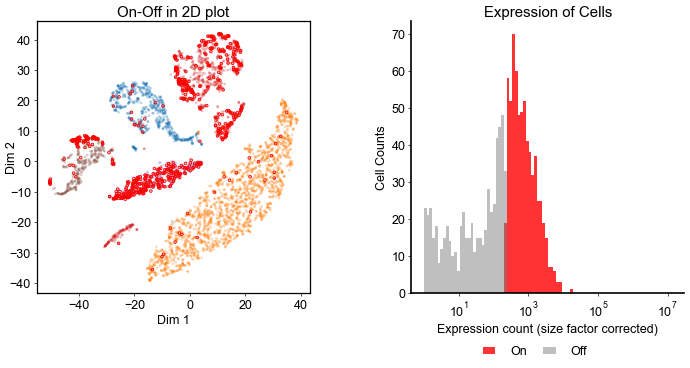 On-Off in 2D plot
40
30
20
10
0
−10
−20
−30
−40
Dim 2
−40 −20 0 20 40
Dim 1
Expression of Cells
70
60
50
40
30
20
10
0
Cell Counts
10^1 10^3 10^5 10^7
Expression count (size factor corrected)
On Off